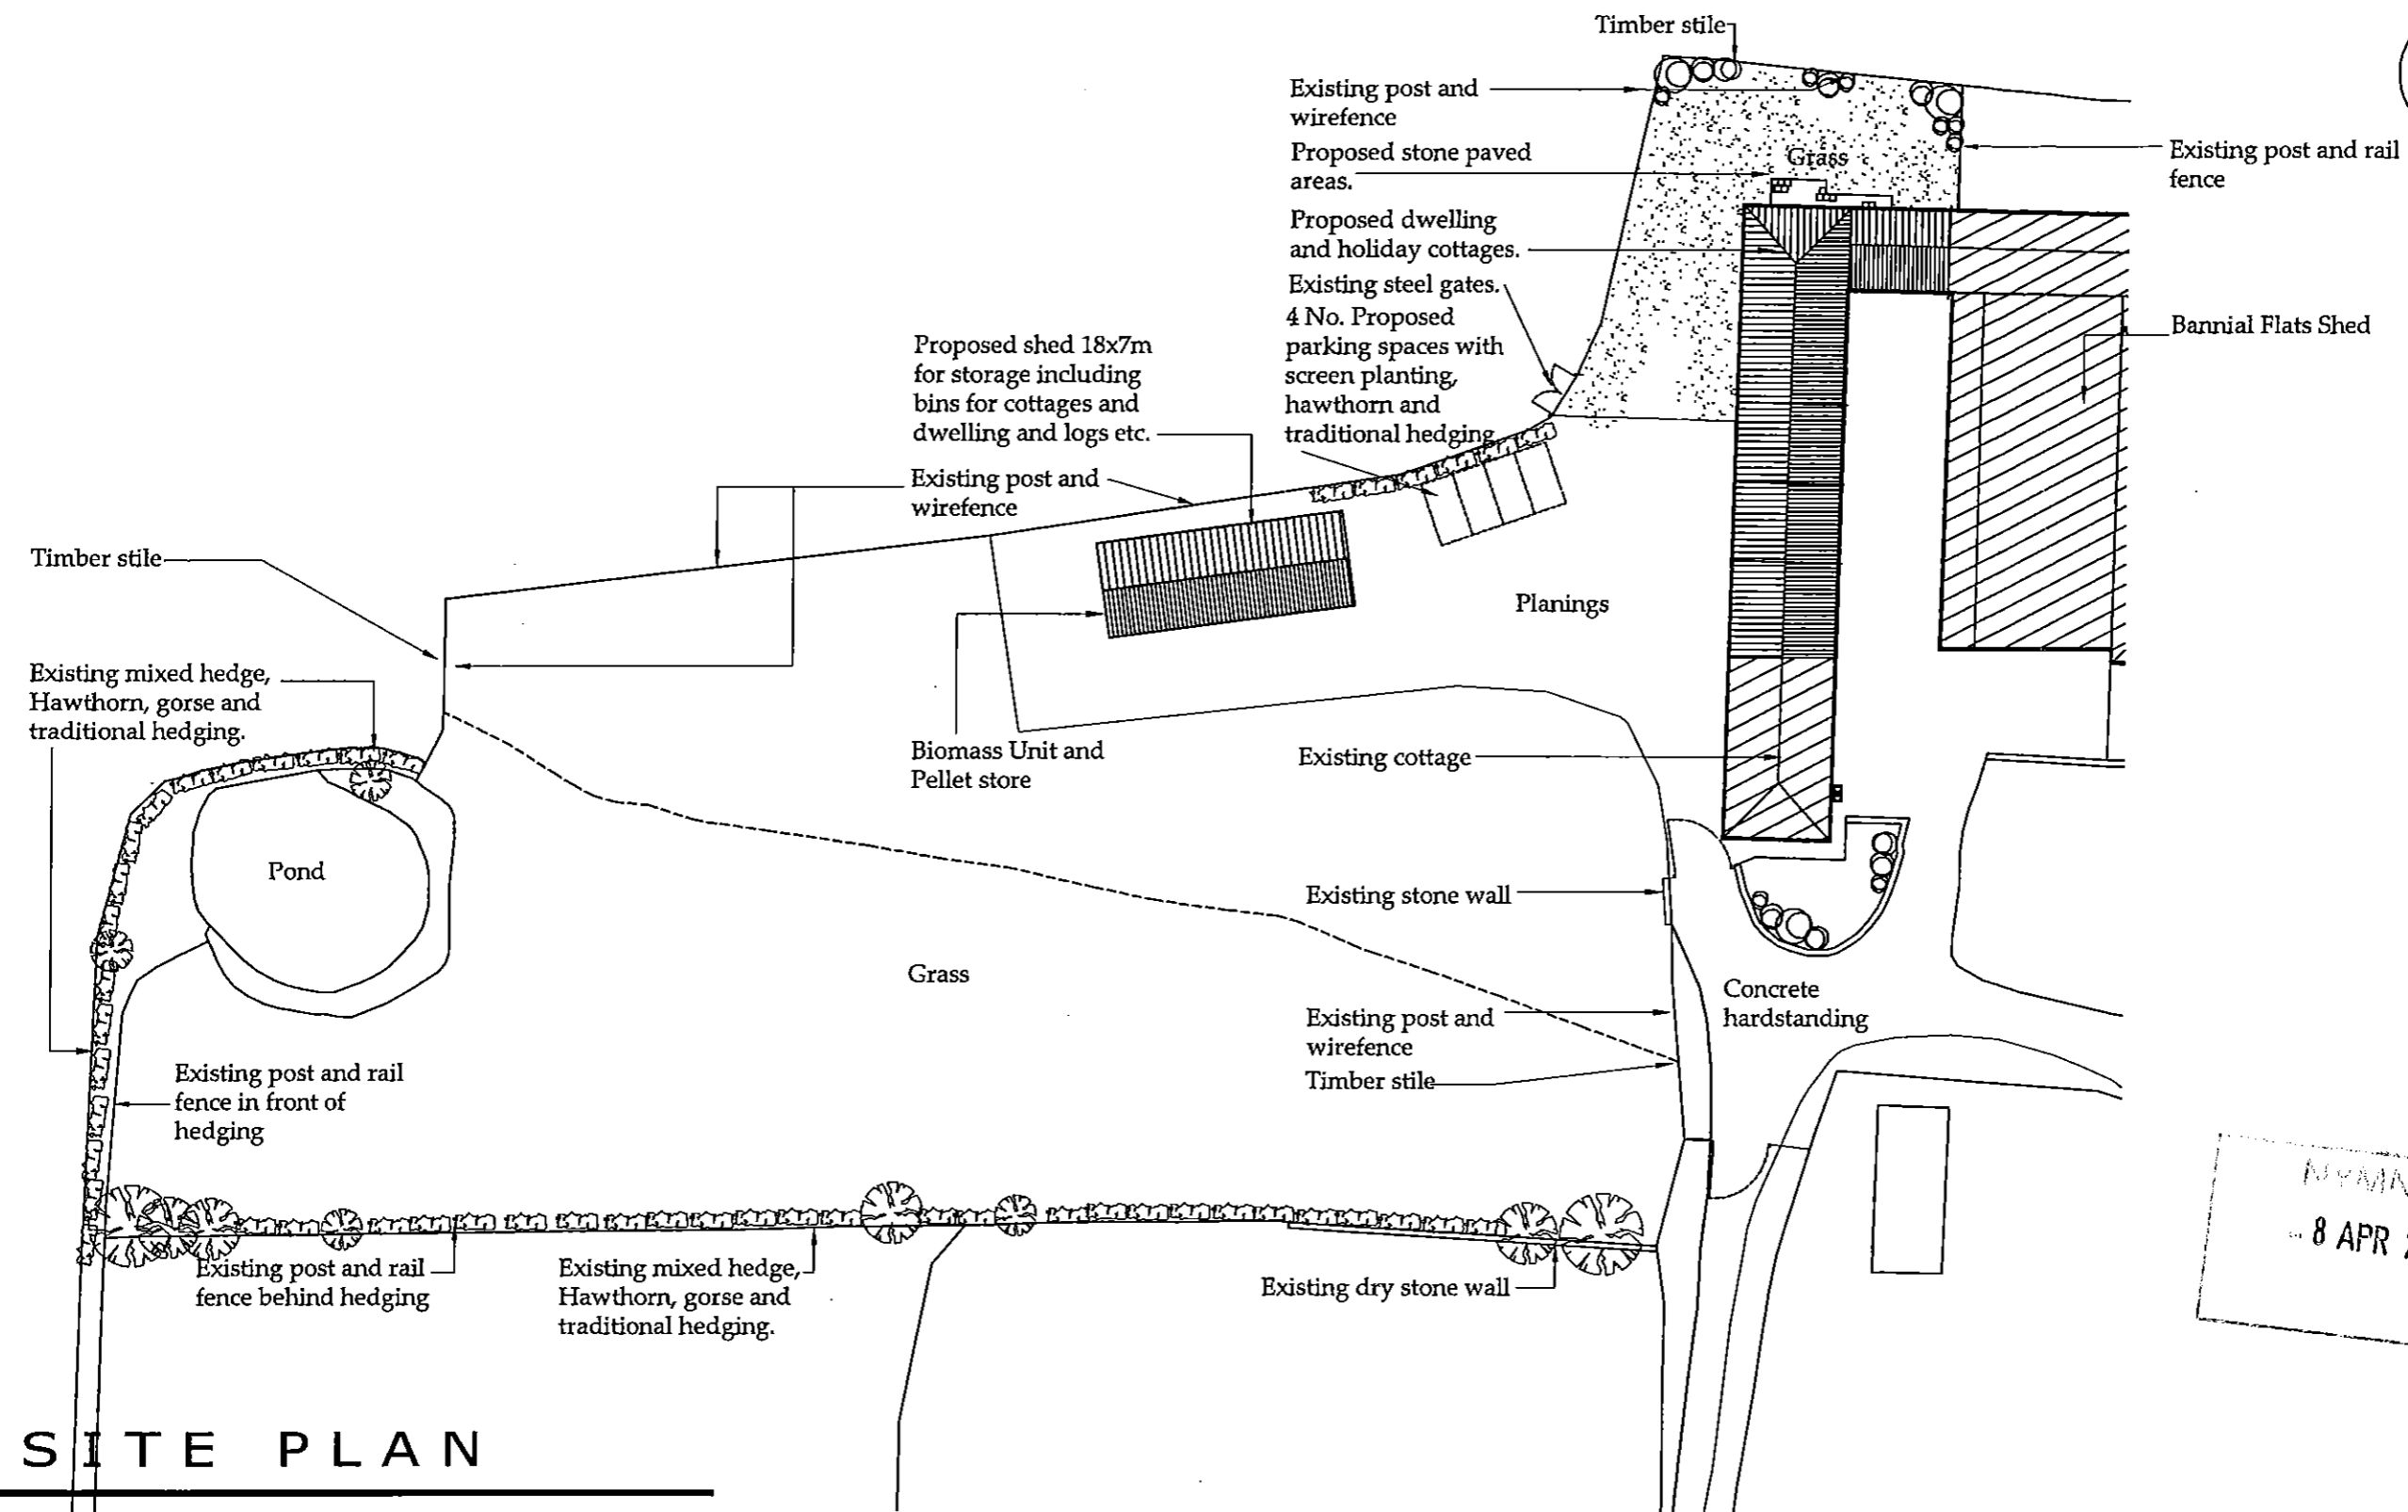 Timber stile
Existing post and
wirefence
Proposed stone paved
areas.
Grass
Existing post and rail
fence
Proposed dwelling
and holiday cottages.
Existing steel gates.
4 No. Proposed
parking spaces with
screen planting,
hawthorn and
traditional hedging
Bannial Flats Shed
Proposed shed 18x7m
for storage including
bins for cottages and
dwelling and logs etc.
Existing post and
wirefence
Timber stile
Planings
Existing mixed hedge,
Hawthorn, gorse and
traditional hedging.
Biomass Unit and
Pellet store
Existing cottage
Pond
Existing stone wall
Grass
Concrete
hardstanding
Existing post and
wirefence
Timber stile
Existing post and rail
fence in front of
hedging
Existing post and rail
fence behind hedging
Existing mixed hedge,
Hawthorn, gorse and
traditional hedging.
Existing dry stone wall
8 APR
SITE PLAN